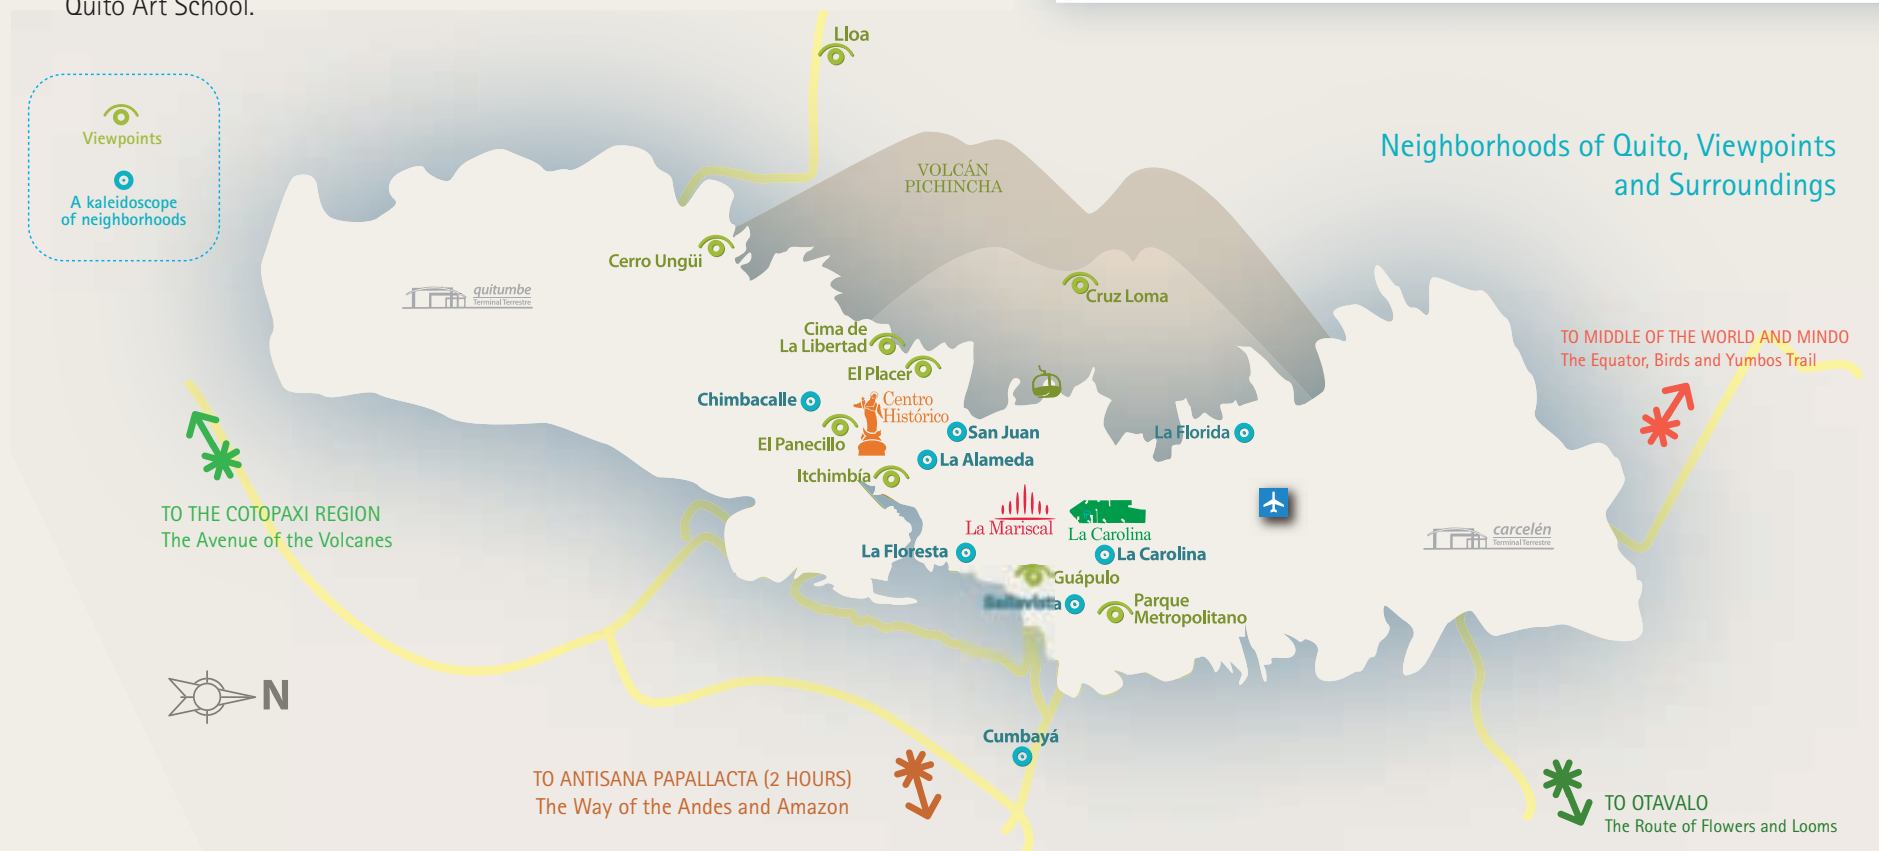 Quito Art School.
Lloa
Viewpoints
A kaleidoscope
of neighborhoods
Neighborhoods of Quito, Viewpoints
and Surroundings
VOLCÁN
PICHINCHA
Cerro Ungüi
quitumbe
Terminal Terrestre
Cruz Loma
Cima de
La Libertad
El Placer
TO MIDDLE OF THE WORLD AND MINDO
The Equator, Birds and Yumbos Trail
Chimbacalle
Centro
Histórico
El Panecillo
San Juan
La Florida
La Alameda
Itchimbía
TO THE COTOPAXI REGION
The Avenue of the Volcanes
La Mariscal
La Carolina
carcelén
Terminal Terrestre
La Floresta
La Carolina
Guápulo
Parque
Metropolitano
N
Cumbayá
TO ANTISANA PAPALLACTA (2 HOURS)
The Way of the Andes and Amazon
TO OTAVALO
The Route of Flowers and Looms